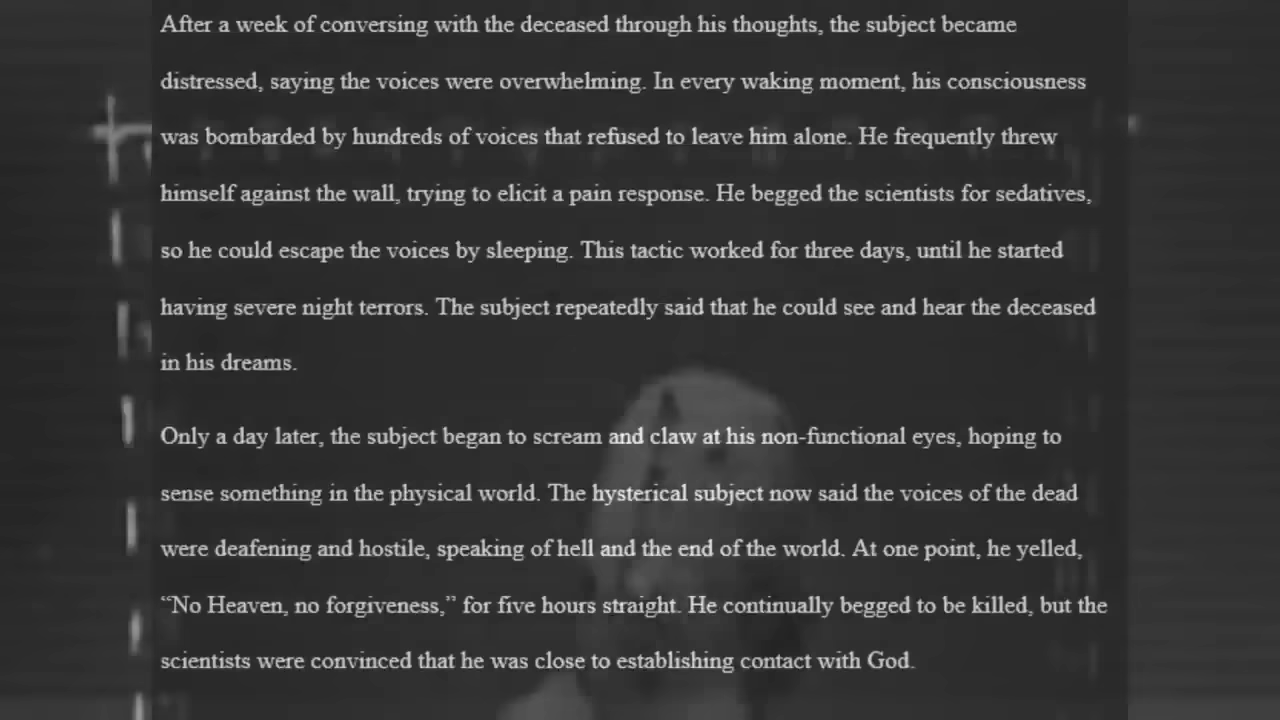 After a week of conversing with the deceased through his thoughts, the subject became
distressed, saying the voices were overwhelming. In every waking moment, his consciousness
was bombarded by hundreds of voices that refused to leave him alone. He frequently threw
himself against the wall, trying to elicit a pain response. He begged the scientists for sedatives,
so he could escape the voices by sleeping. This tactic worked for three days, until he started
having severe night terrors. The subject repeatedly said that he could see and hear the deceased
in his dreams.
Only a day later, the subject began to scream and claw at his non-functional eyes, hoping to
sense something in the physical world. The hysterical subject now said the voices of the dead
were deafening and hostile, speaking of hell and the end of the world. At one point, he yelled,
“No Heaven, no forgiveness,” for five hours straight. He continually begged to be killed, but the
scientists were convinced that he was close to establishing contact with God.